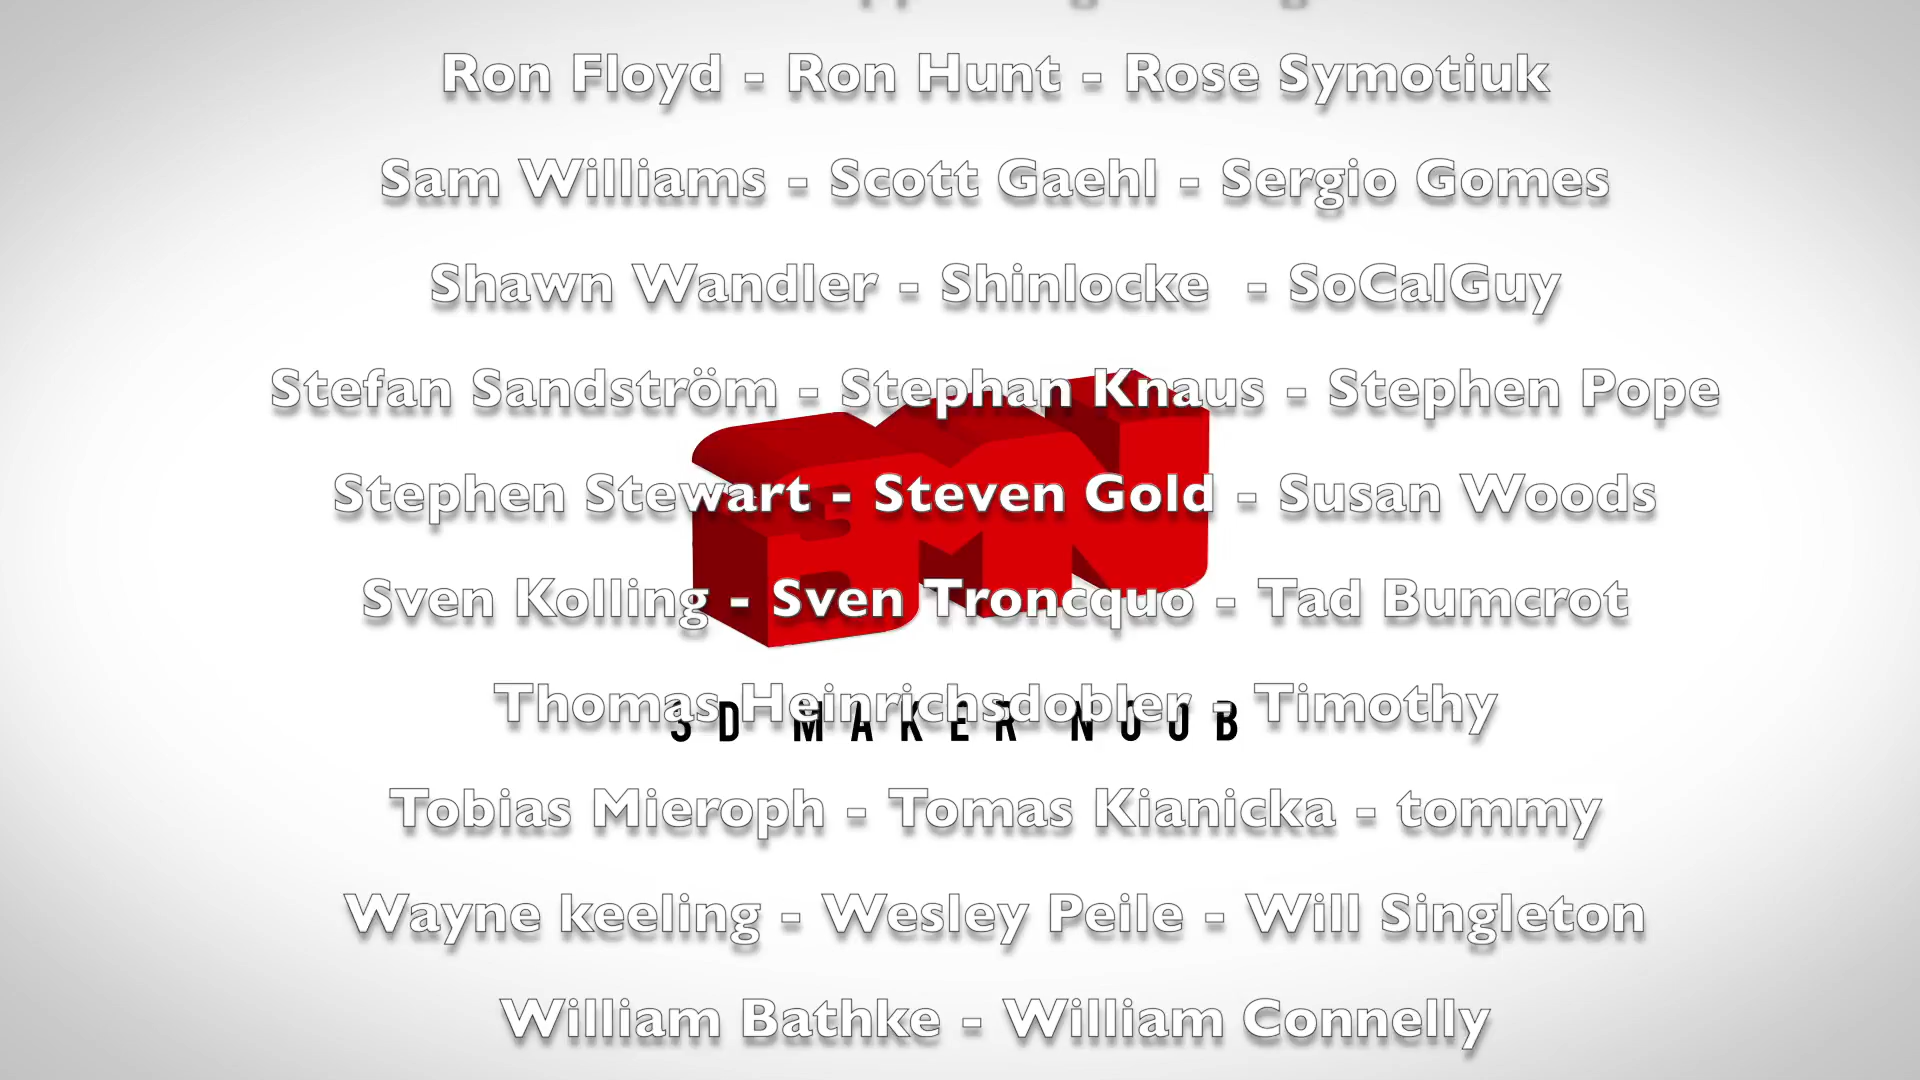 Ron Floyd - Ron Hunt - Rose Symotiuk
Sam Williams - Scott Gaehl - Sergio Gomes
Shawn Wandler - Shinlocke  - SoCalGuy
Stefan Sandström - Stephan Knaus - Stephen Pope
Stephen Stewart - Steven Gold - Susan Woods
3MN
Sven Kolling - Sven Troncquo - Tad Bumcrot
Thomas Heinrichsdobler - Timothy
3D MAKER NOOB
Tobias Mieroph - Tomas Kianicka - tommy
Wayne keeling - Wesley Peile - Will Singleton
William Bathke - William Connelly